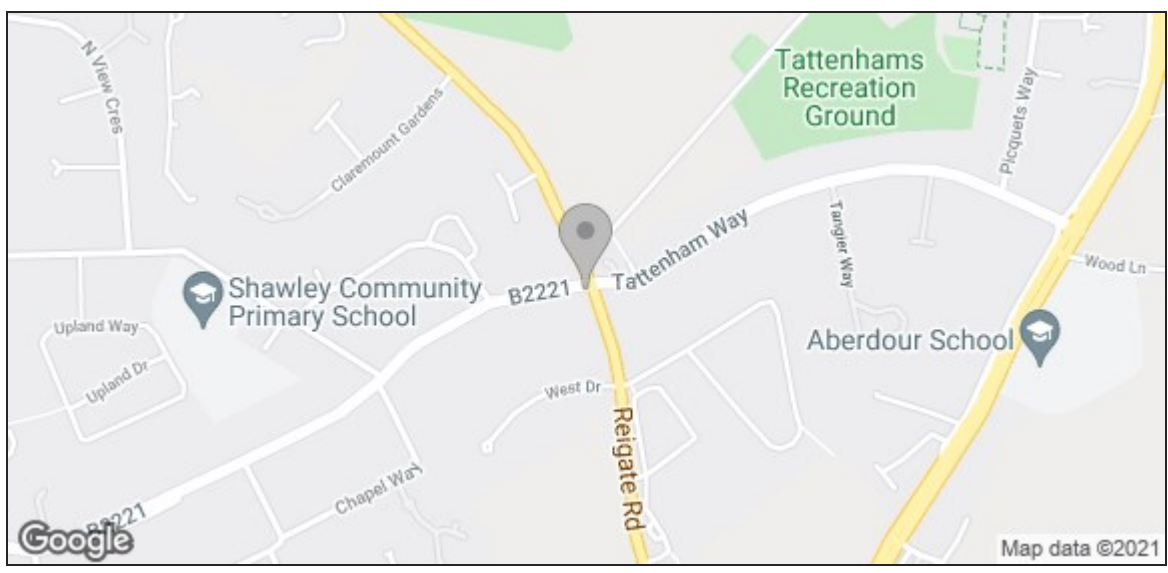 N View Cres
Claremount Gardens
Tattenhams
Recreation
Ground
Picquets Way
Tangier Way
Tattenham Way
Wood Ln
Shawley Community
Primary School
B2221
Upland Way
Upland Dr
Aberdour School
West Dr
Reigate Rd
Chapel Way
B2221
Google
Map data ©2021